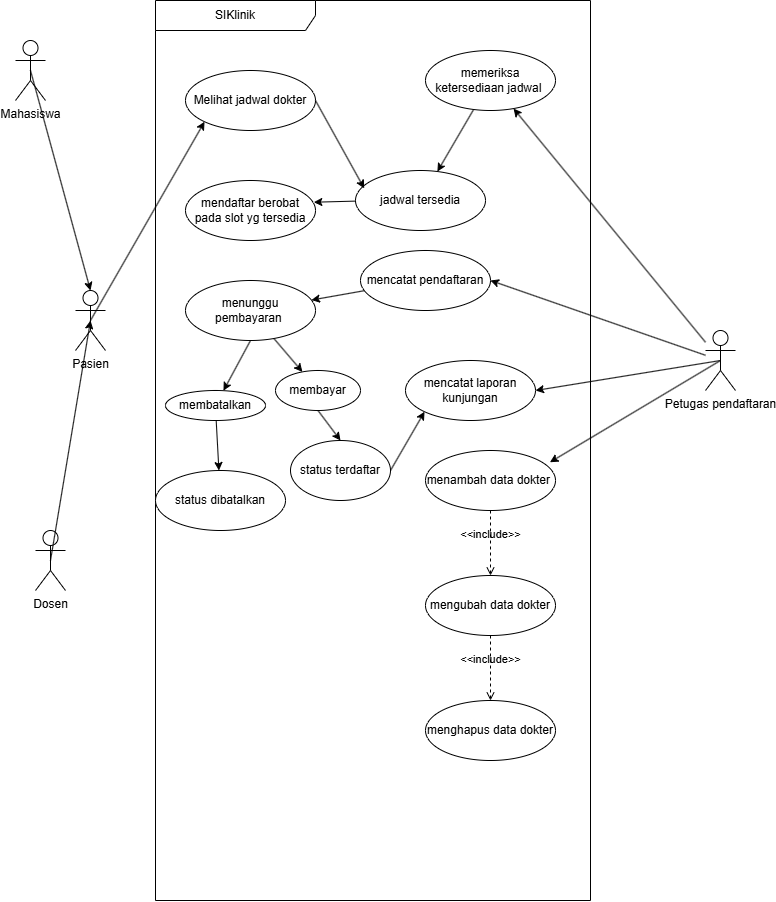 SIKlinik
Mahasiswa
Melihat jadwal dokter
memeriksa
ketersediaan jadwal
jadwal tersedia
mendaftar berobat
pada slot yg tersedia
mencatat pendaftaran
menunggu
pembayaran
Pasien
Petugas pendaftaran
membatalkan
membayar
mencatat laporan
kunjungan
status dibatalkan
status terdaftar
menambah data dokter
<<include>>
Dosen
mengubah data dokter
<<include>>
menghapus data dokter